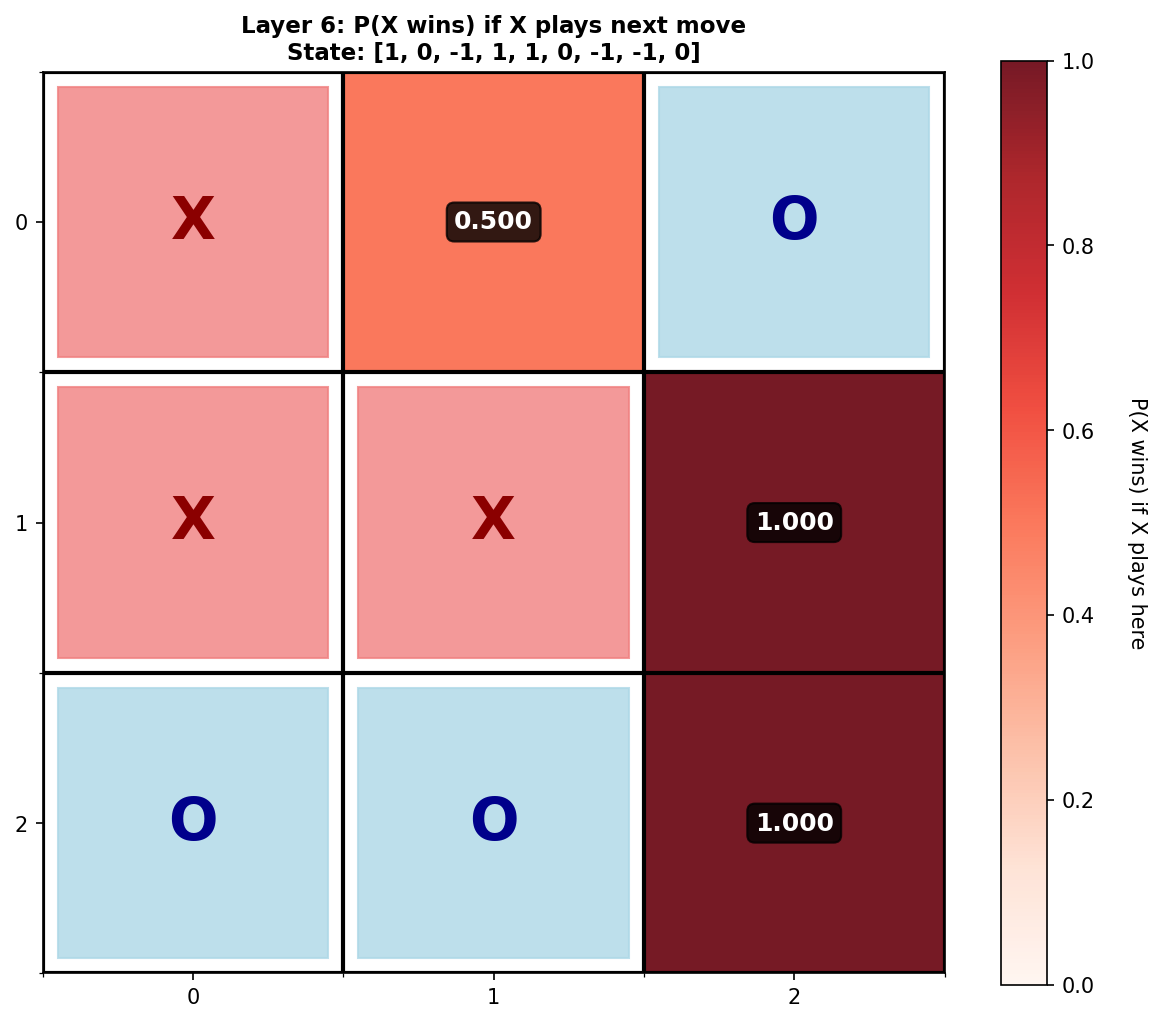 Layer 6: P(X wins) if X plays next move
State: [1, 0, -1, 1, 1, 0, -1, -1, 0]
0
X
0.500
O
1
X
X
1.000
2
O
O
1.000
0
1
2
1.0
0.8
0.6
0.4
0.2
0.0
P(X wins) if X plays here